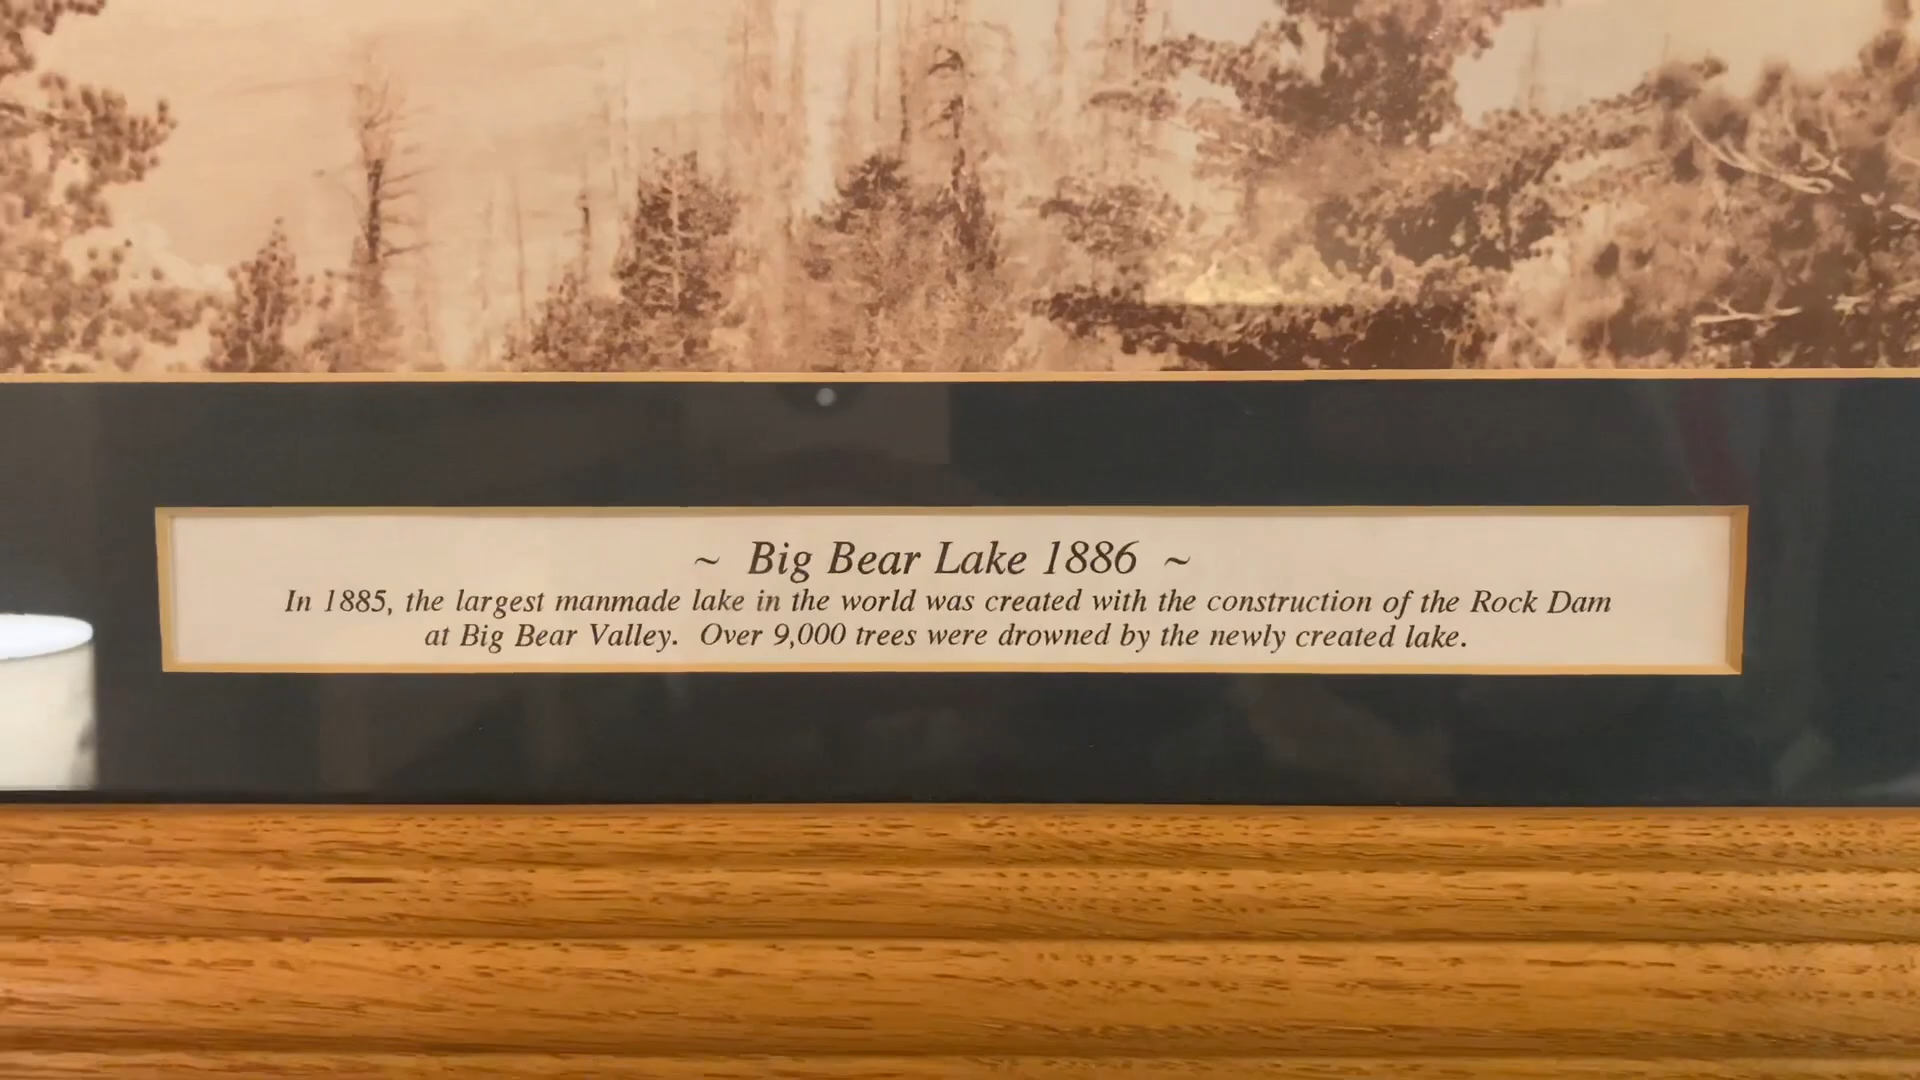 ~ Big Bear Lake 1886 ~
In 1885, the largest manmade lake in the world was created with the construction of the Rock Dam
at Big Bear Valley. Over 9,000 trees were drowned by the newly created lake.